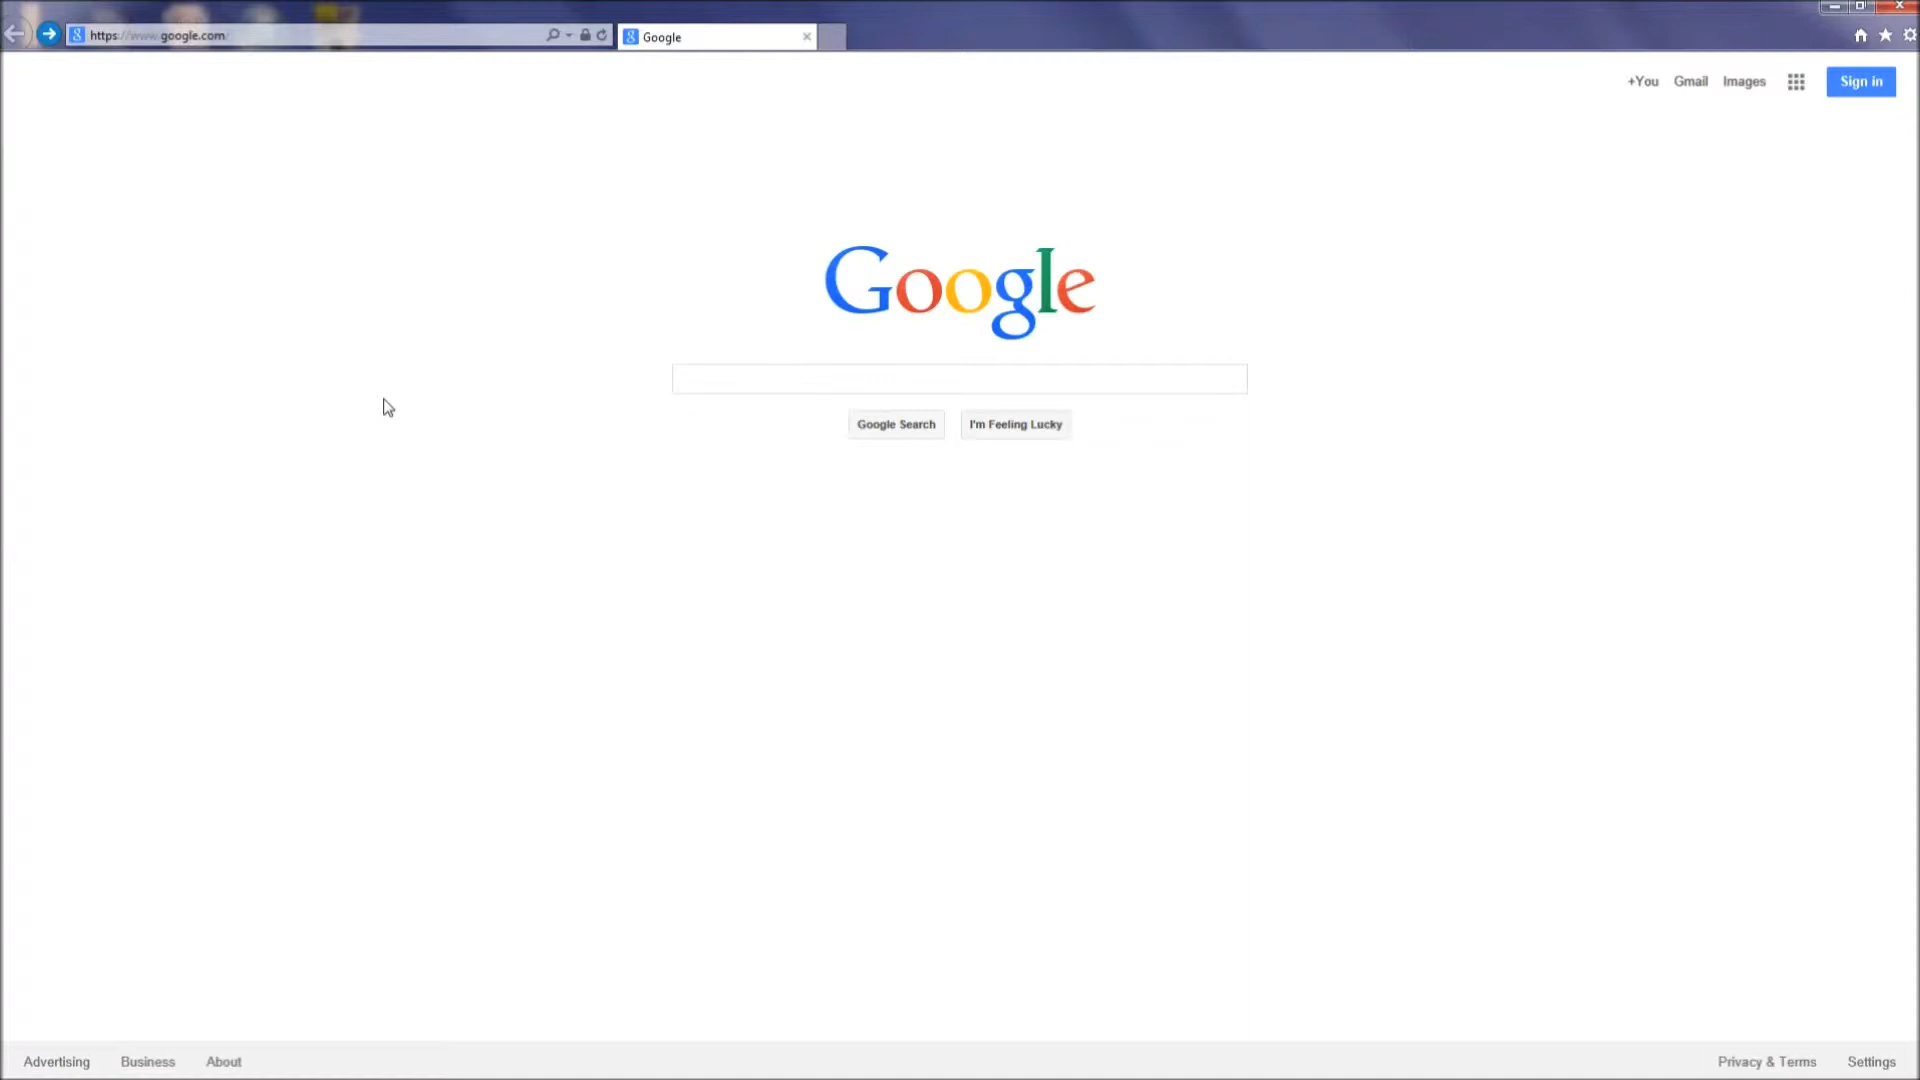 https://www.google.com/
Google
+You Gmail Images Sign in
Google
Google Search I'm Feeling Lucky
Advertising Business About Privacy & Terms Settings